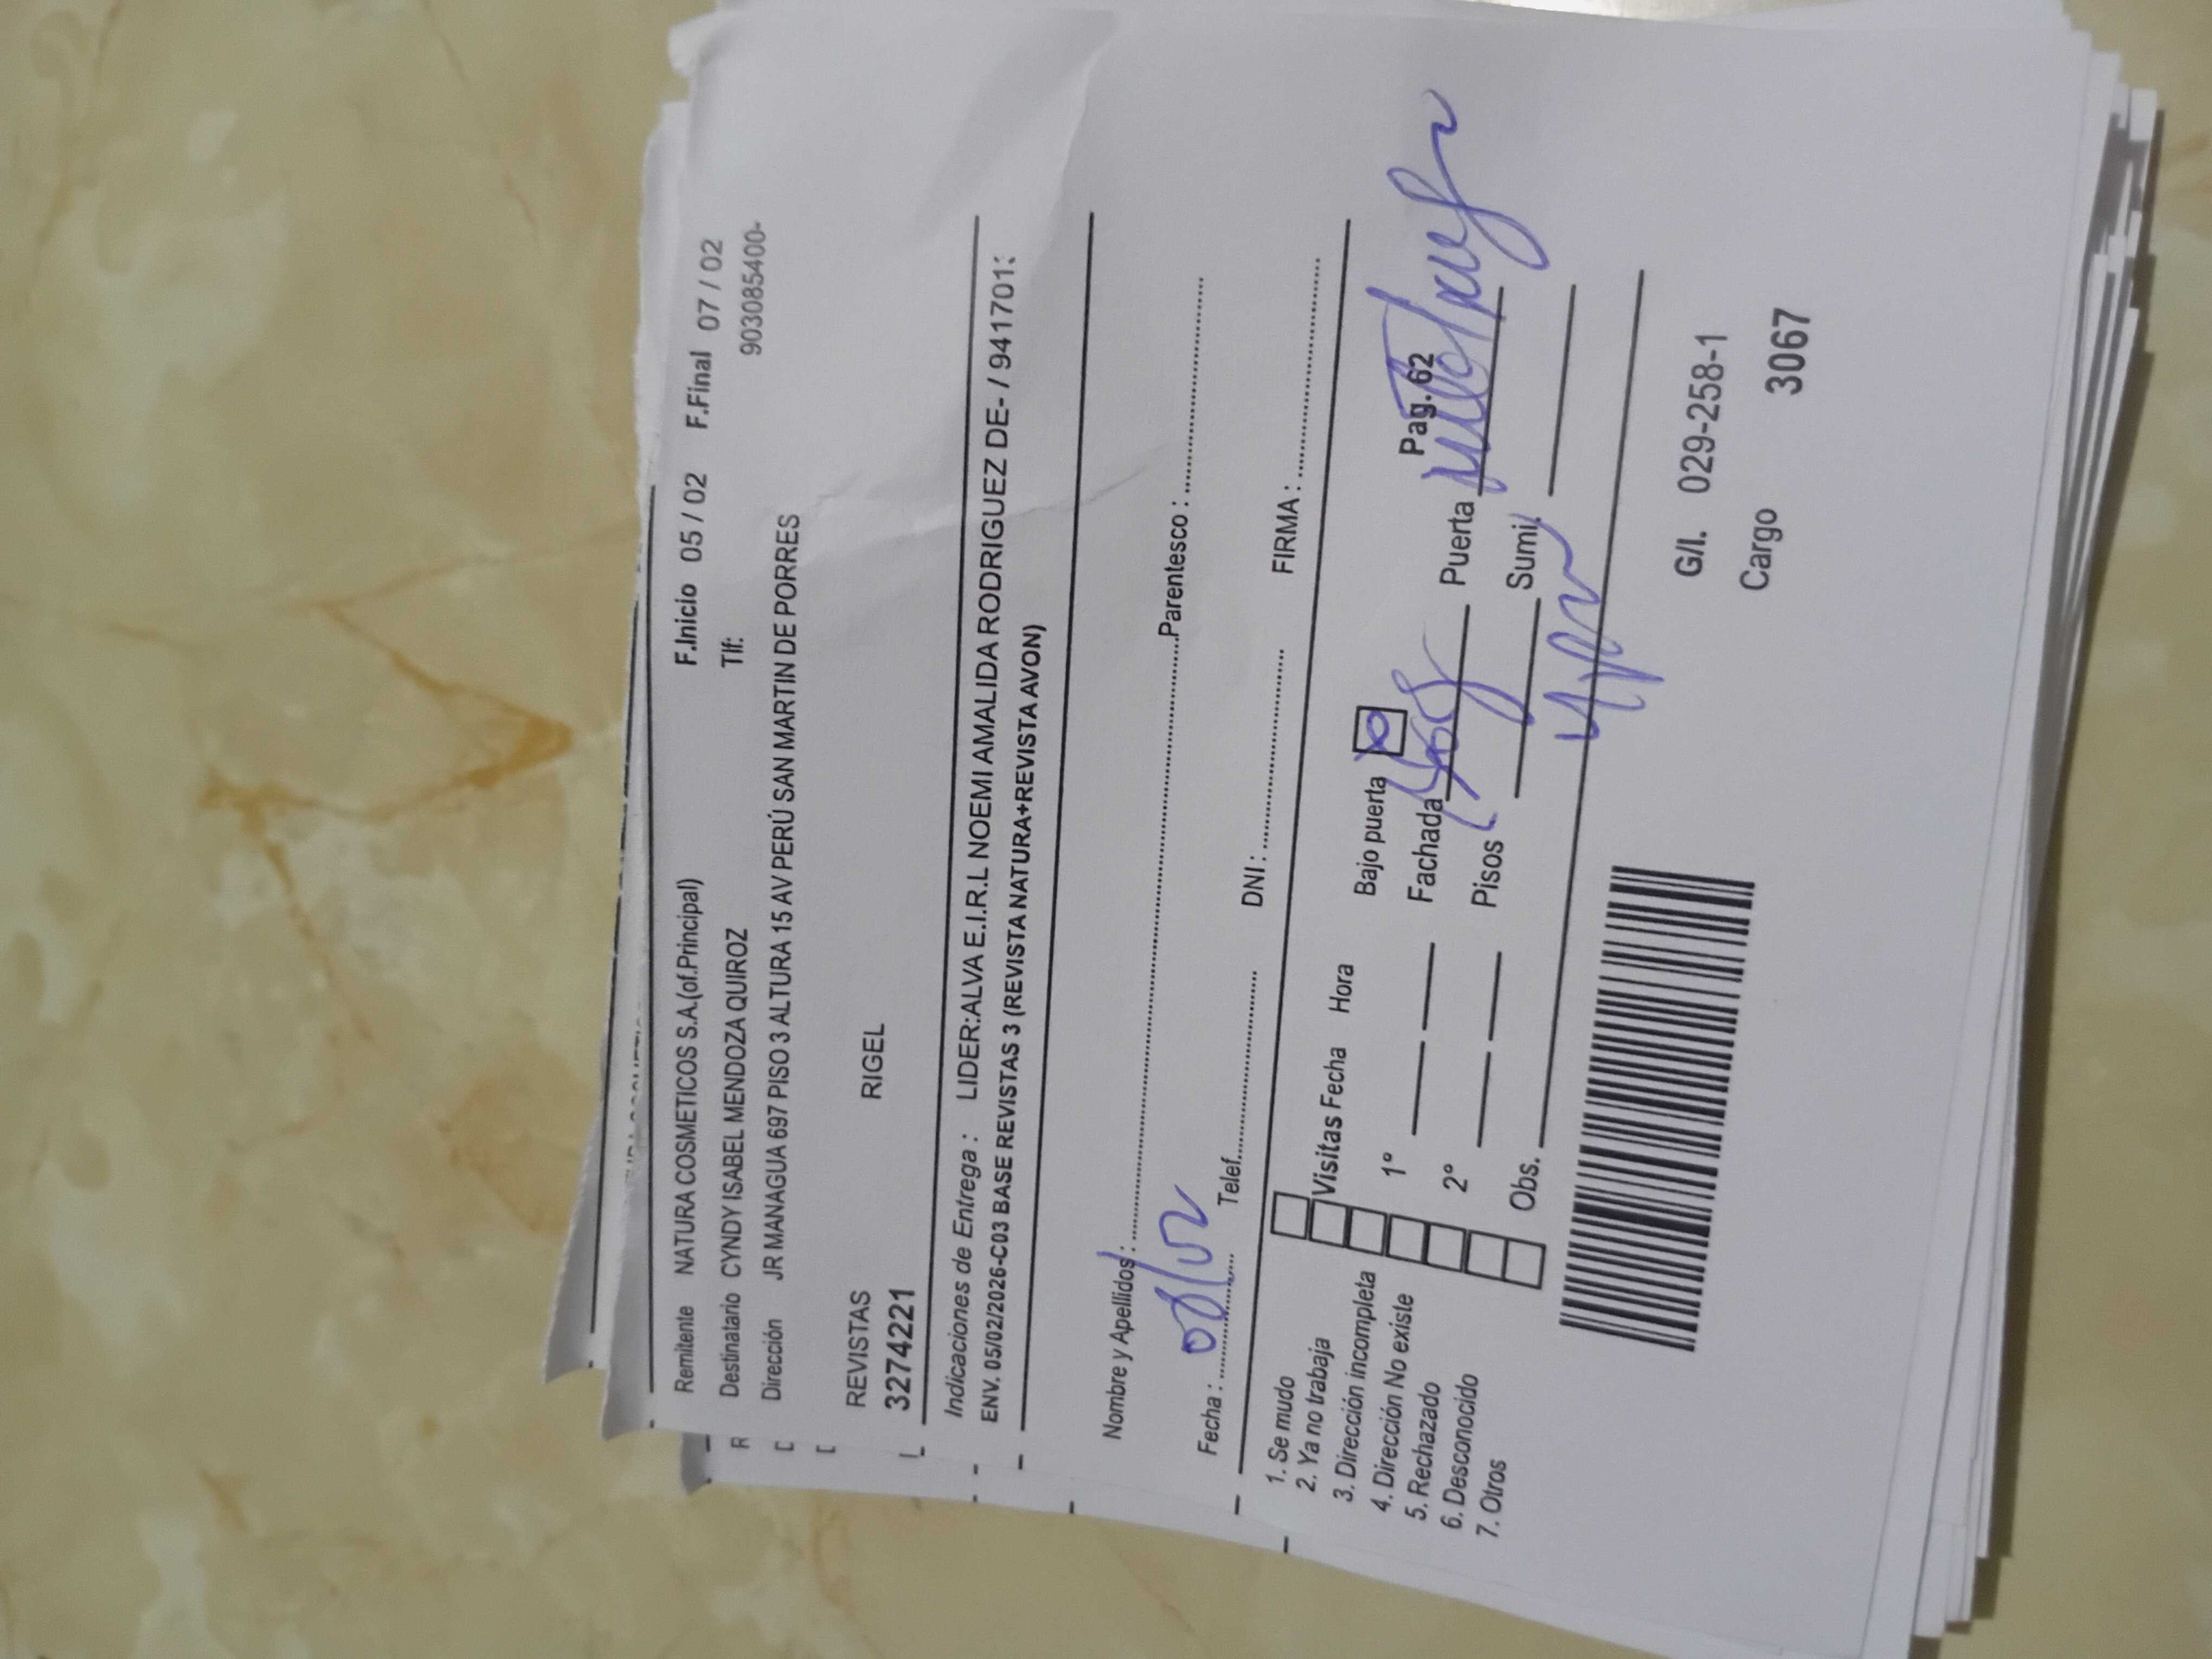 F.Inicio 05 / 02 F.Final 07 / 02
Remitente NATURA COSMETICOS S.A.(of.Principal)
Tlf: 903085400-
Destinatario CYNDY ISABEL MENDOZA QUIROZ
Dirección JR MANAGUA 697 PISO 3 ALTURA 15 AV PERÚ SAN MARTIN DE PORRES
REVISTAS RIGEL
3274221
Indicaciones de Entrega : LIDER:ALVA E.I.R.L NOEMI AMALIDA RODRIGUEZ DE- / 941701
ENV. 05/02/2026-C03 BASE REVISTAS 3 (REVISTA NATURA+REVISTA AVON)
Nombre y Apellidos : Parentesco :
Fecha : Telef. DNI : FIRMA :
1. Se mudo
2. Ya no trabaja
3. Dirección incompleta
4. Dirección No existe
5. Rechazado
6. Desconocido
7. Otros
Visitas Fecha Hora
1º
2º
Obs.
Bajo puerta Pag. 62
Fachada Puerta
Pisos Sumi.
G/I. 029-258-1
Cargo 3067